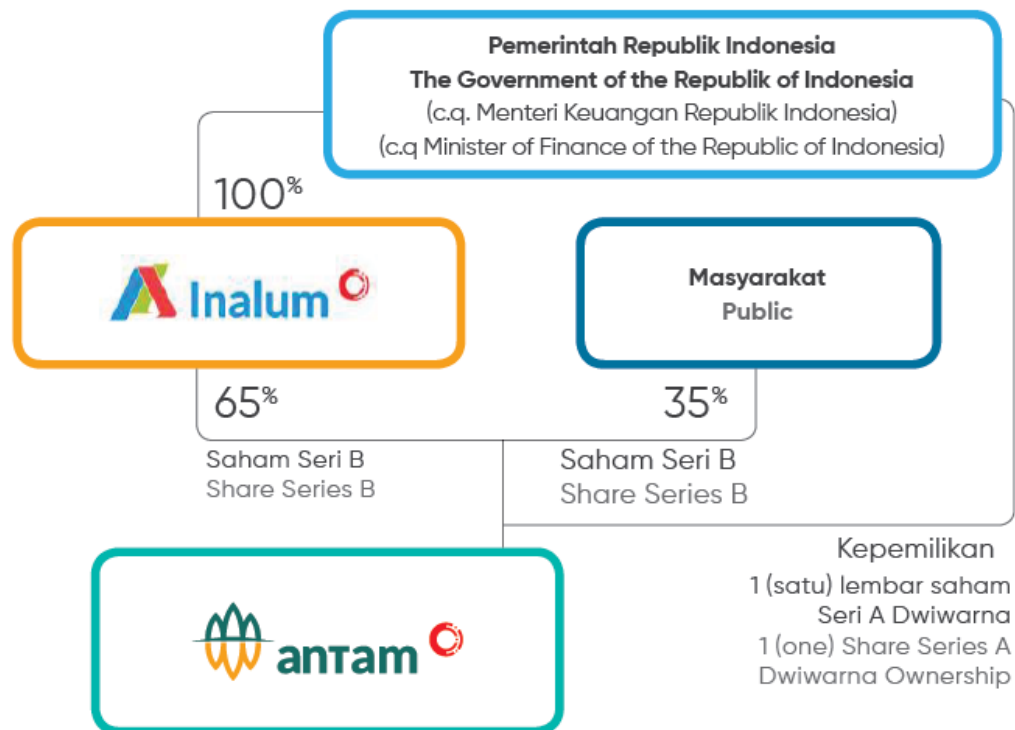 Pemerintah Republik Indonesia
The Government of the Republik of Indonesia
(c.q. Menteri Keuangan Republik Indonesia)
(c.q Minister of Finance of the Republic of Indonesia)
100%
Inalum
Masyarakat
Public
65%
35%
Saham Seri B
Share Series B
Saham Seri B
Share Series B
Kepemilikan
1 (satu) lembar saham
Seri A Dwiwarna
1 (one) Share Series A
Dwiwarna Ownership
antam